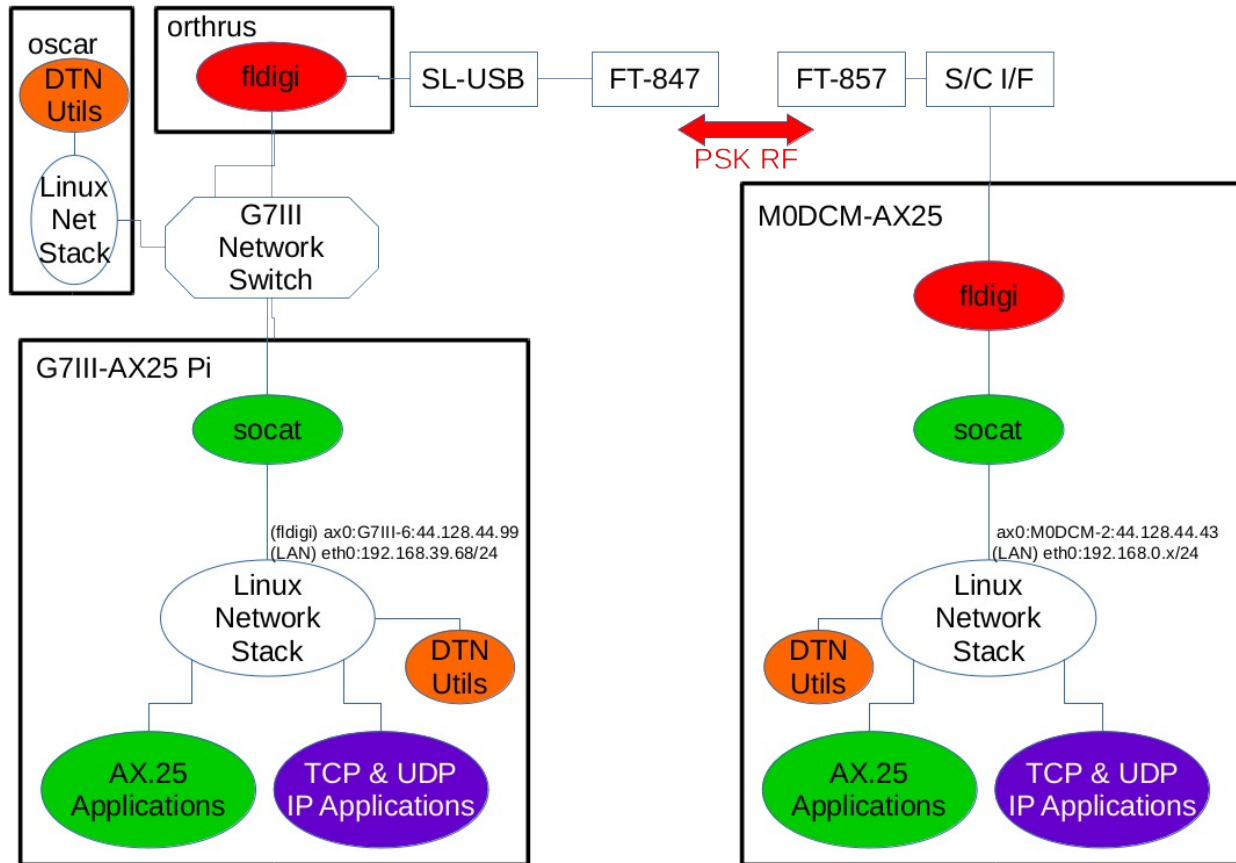 oscar
DTN
Utils
Linux
Net
Stack
orthrus
fldigi
SL-USB
FT-847
FT-857
S/C I/F
PSK RF
G7III
Network
Switch
G7III-AX25 Pi
socat
(fldigi) ax0:G7III-6:44.128.44.99
(LAN) eth0:192.168.39.68/24
Linux
Network
Stack
DTN
Utils
AX.25
Applications
TCP & UDP
IP Applications
M0DCM-AX25
fldigi
socat
ax0:M0DCM-2:44.128.44.43
(LAN) eth0:192.168.0.x/24
Linux
Network
Stack
DTN
Utils
AX.25
Applications
TCP & UDP
IP Applications